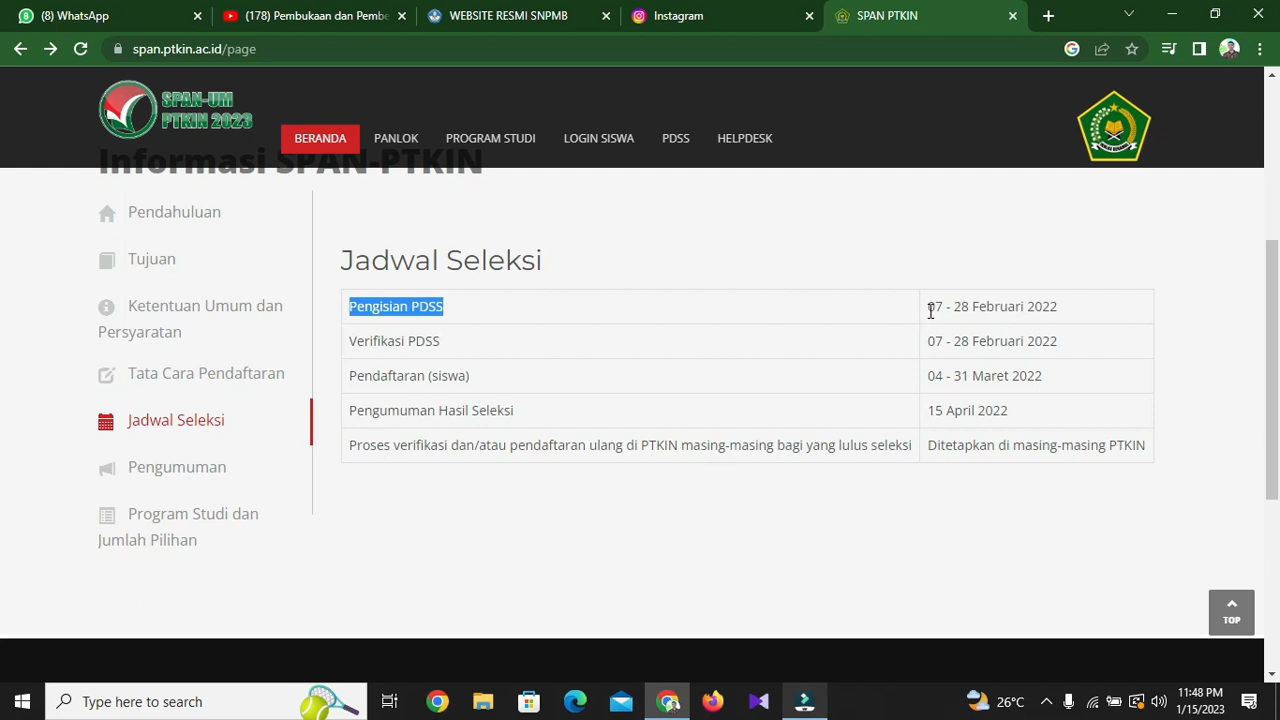 (8) WhatsApp
(178) Pembukaan dan Pembe
WEBSITE RESMI SNPMB
Instagram
SPAN PTKIN
span.ptkin.ac.id/page
SPAN-UM
PTKIN 2023
BERANDA
PANLOK
PROGRAM STUDI
LOGIN SISWA
PDSS
HELPDESK
Informasi SPAN-PTKIN
Pendahuluan
Tujuan
Ketentuan Umum dan
Persyaratan
Tata Cara Pendaftaran
Jadwal Seleksi
Pengumuman
Program Studi dan
Jumlah Pilihan
Jadwal Seleksi
Pengisian PDSS 07 - 28 Februari 2022
Verifikasi PDSS 07 - 28 Februari 2022
Pendaftaran (siswa) 04 - 31 Maret 2022
Pengumuman Hasil Seleksi 15 April 2022
Proses verifikasi dan/atau pendaftaran ulang di PTKIN masing-masing bagi yang lulus seleksi Ditetapkan di masing-masing PTKIN
TOP
Type here to search
26°C
11:48 PM
1/15/2023